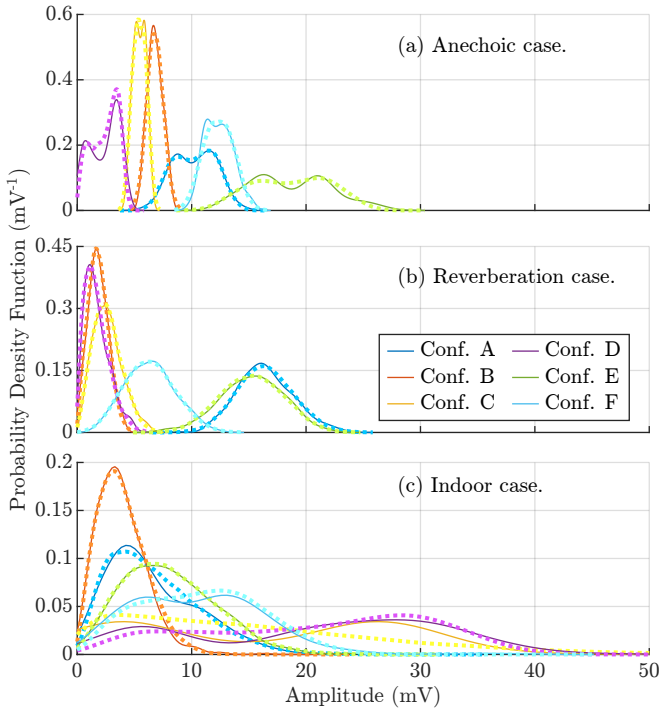 0.6
(a) Anechoic case.
0.4
0.2
0
0.45
(b) Reverberation case.
0.3
Conf. A Conf. D
0.15
Conf. B Conf. E
Conf. C Conf. F
0
0.2
(c) Indoor case.
0.15
0.1
0.05
0
0 10 20 30 40 50
Amplitude (mV)
Probability Density Function (mV⁻¹)